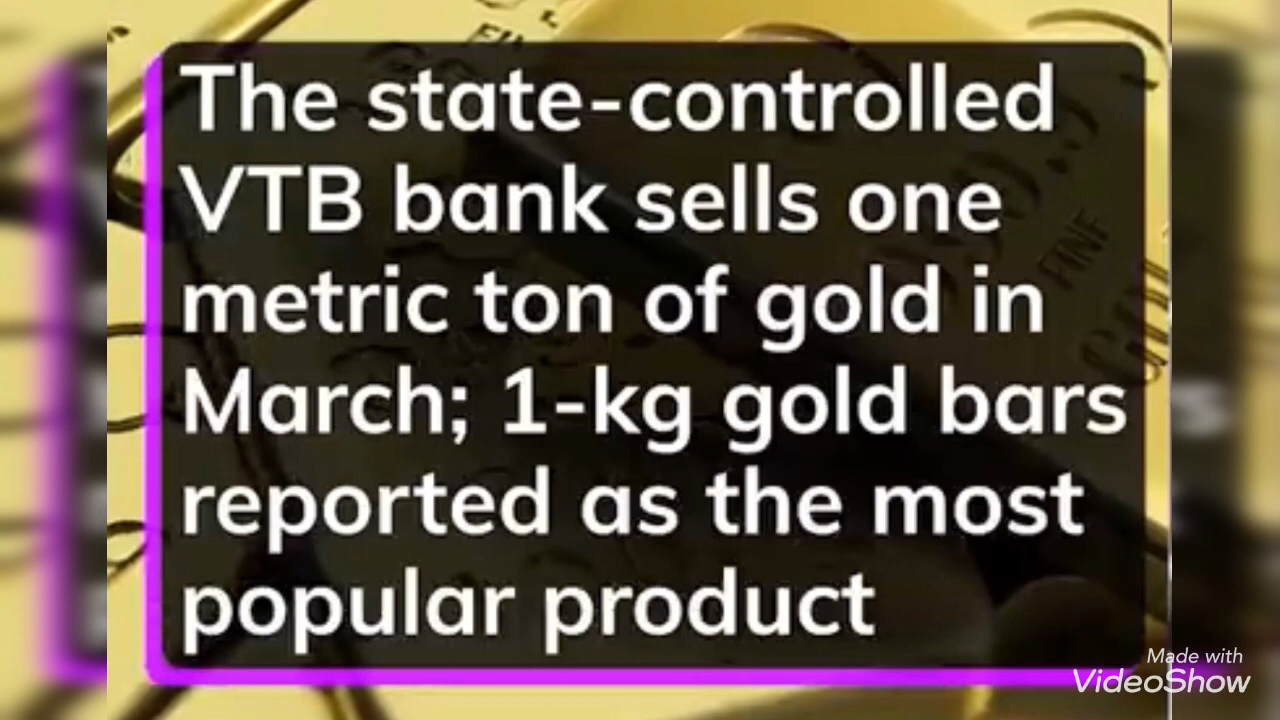 The state-controlled
VTB bank sells one
metric ton of gold in
March; 1-kg gold bars
reported as the most
popular product
FINE
Made with
VideoShow